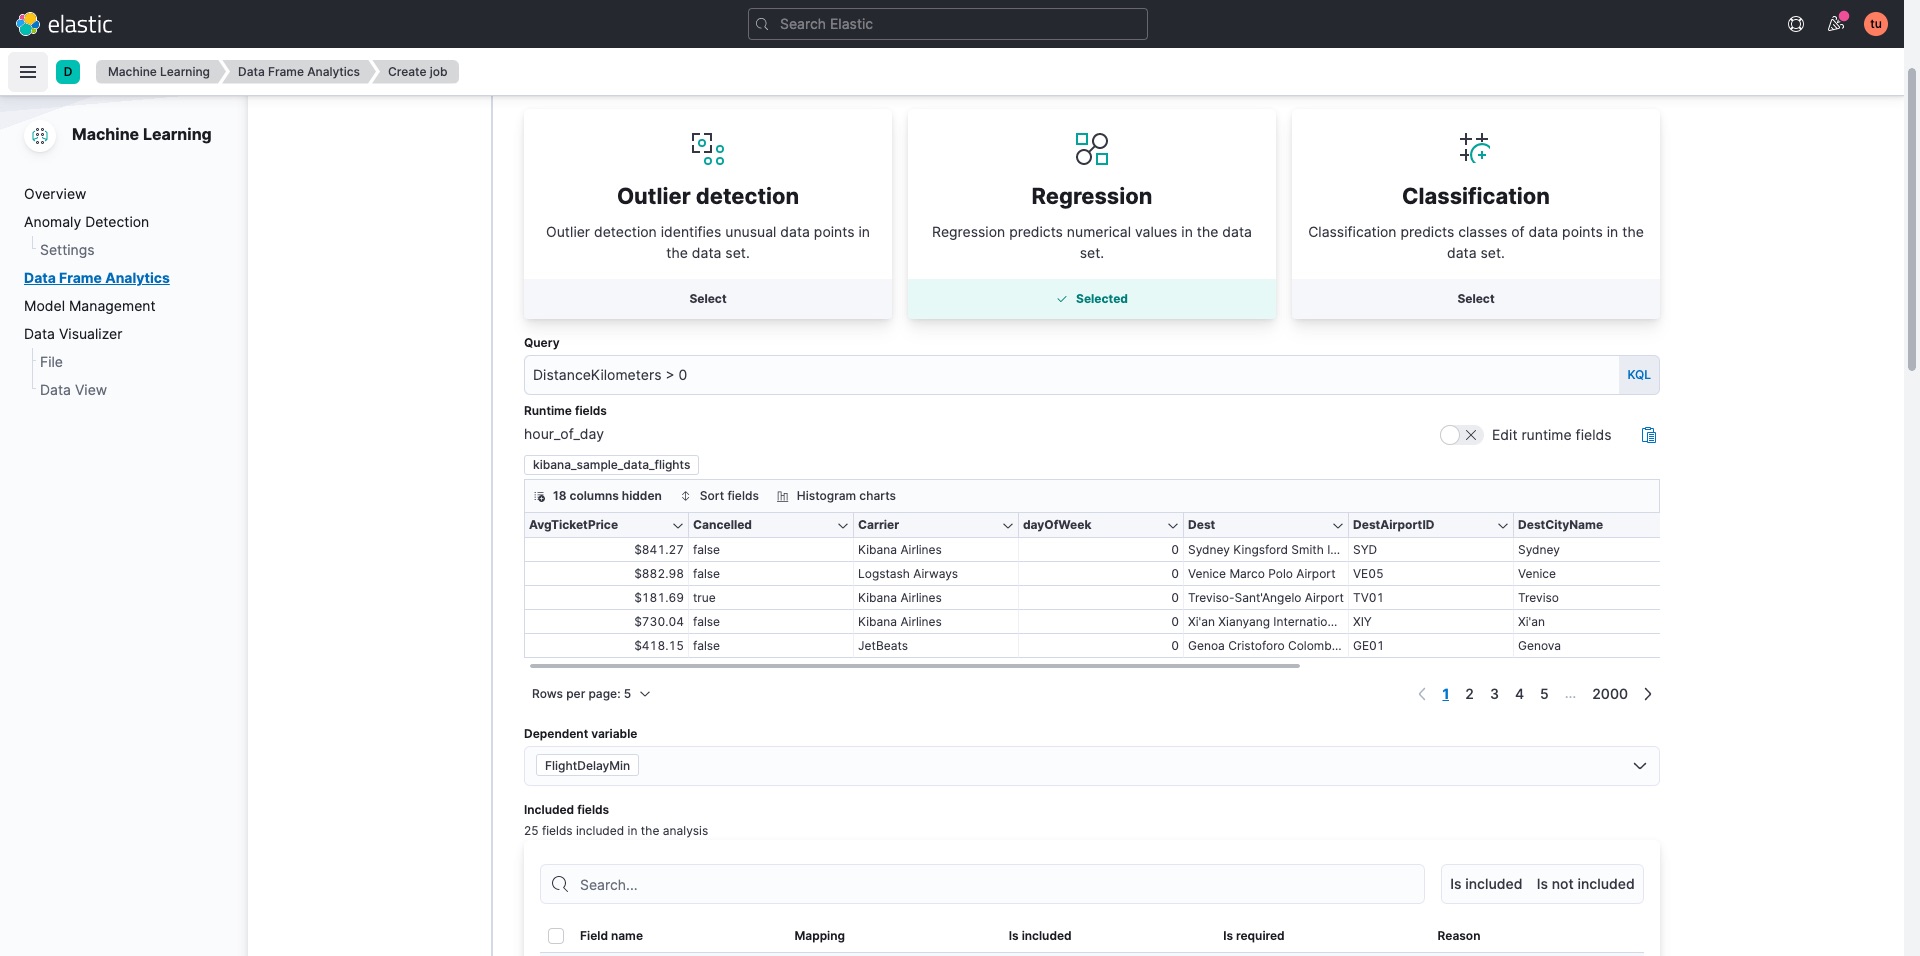 elastic
Search Elastic
tu
D
Machine Learning
Data Frame Analytics
Create job
Machine Learning
Overview
Anomaly Detection
Settings
Data Frame Analytics
Model Management
Data Visualizer
File
Data View
Outlier detection
Outlier detection identifies unusual data points in
the data set.
Select
Regression
Regression predicts numerical values in the data
set.
Selected
Classification
Classification predicts classes of data points in the
data set.
Select
Query
DistanceKilometers > 0
KQL
Runtime fields
hour_of_day
Edit runtime fields
kibana_sample_data_flights
18 columns hidden Sort fields Histogram charts
AvgTicketPrice Cancelled Carrier dayOfWeek Dest DestAirportID DestCityName
$841.27 false Kibana Airlines 0 Sydney Kingsford Smith I... SYD Sydney
$882.98 false Logstash Airways 0 Venice Marco Polo Airport VE05 Venice
$181.69 true Kibana Airlines 0 Treviso-Sant'Angelo Airport TV01 Treviso
$730.04 false Kibana Airlines 0 Xi'an Xianyang Internatio... XIY Xi'an
$418.15 false JetBeats 0 Genoa Cristoforo Colomb... GE01 Genova
Rows per page: 5
1 2 3 4 5 ... 2000
Dependent variable
FlightDelayMin
Included fields
25 fields included in the analysis
Search...
Is included Is not included
Field name Mapping Is included Is required Reason